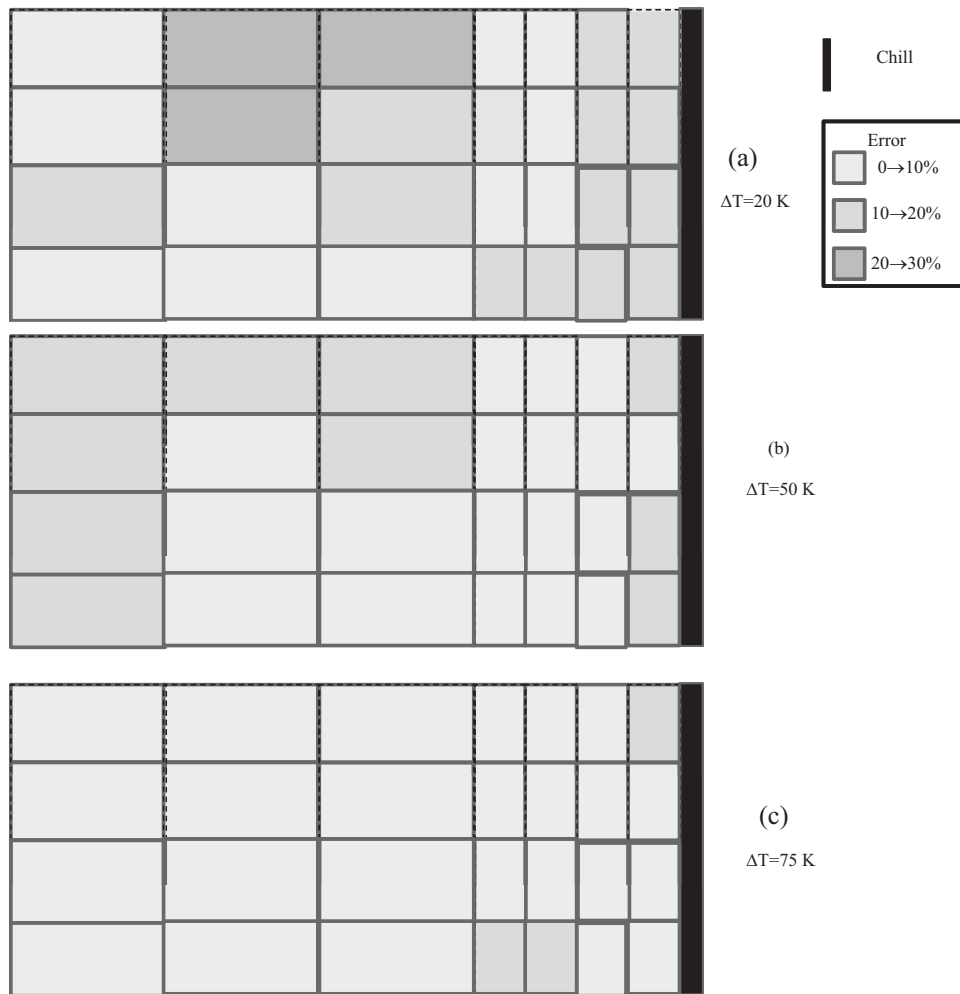 Chill
Error
0→10%
10→20%
20→30%
(a)
ΔT=20 K
(b)
ΔT=50 K
(c)
ΔT=75 K